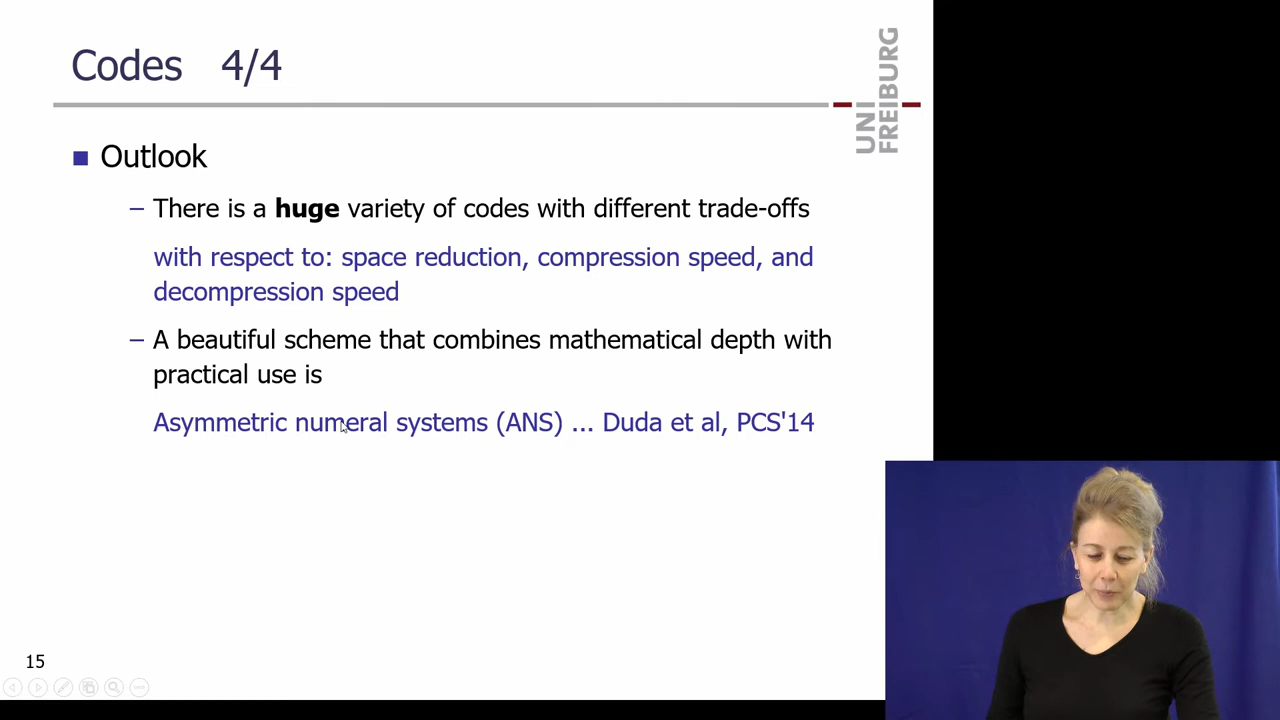 Codes 4/4
UNI
FREIBURG
Outlook
– There is a huge variety of codes with different trade-offs
with respect to: space reduction, compression speed, and
decompression speed
– A beautiful scheme that combines mathematical depth with
practical use is
Asymmetric numeral systems (ANS) ... Duda et al, PCS'14
15